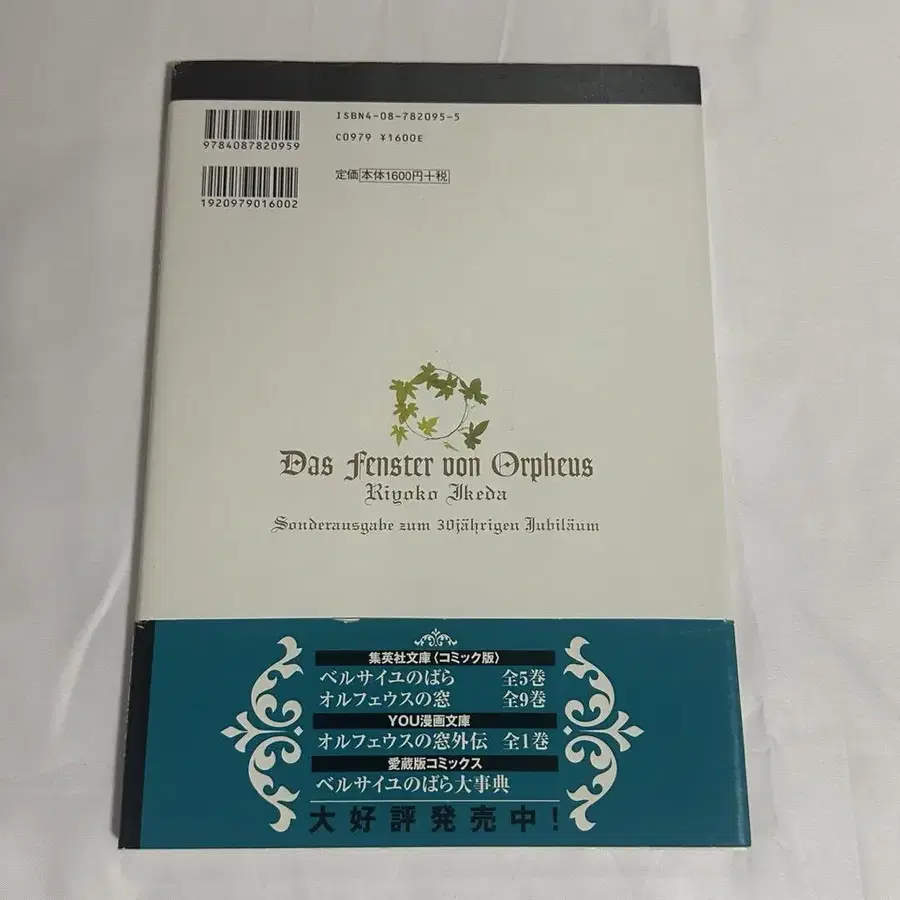 ISBN4-08-782095-5
C0979 ¥1600E
9784087820959
定価 本体1600円+税
1920979016002
Das Fenster von Orpheus
Riyoko Ikeda
Sonderausgabe zum 30jährigen Jubiläum
集英社文庫〈コミック版〉
ベルサイユのばら 全5巻
オルフェウスの窓 全9巻
YOU漫画文庫
オルフェウスの窓外伝 全1巻
愛蔵版コミックス
ベルサイユのばら大事典
大好評発売中!